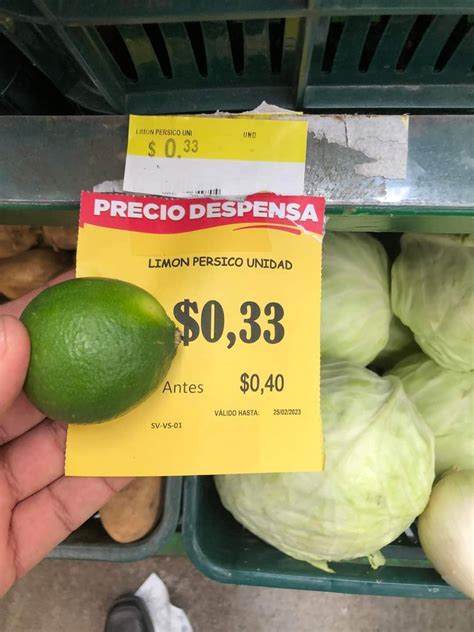 LIMON PERSICO UNI
UND
$ 0.33
PRECIO DESPENSA
LIMON PERSICO UNIDAD
$0,33
Antes $0,40
VÁLIDO HASTA: 25/02/2023
SV-VS-01